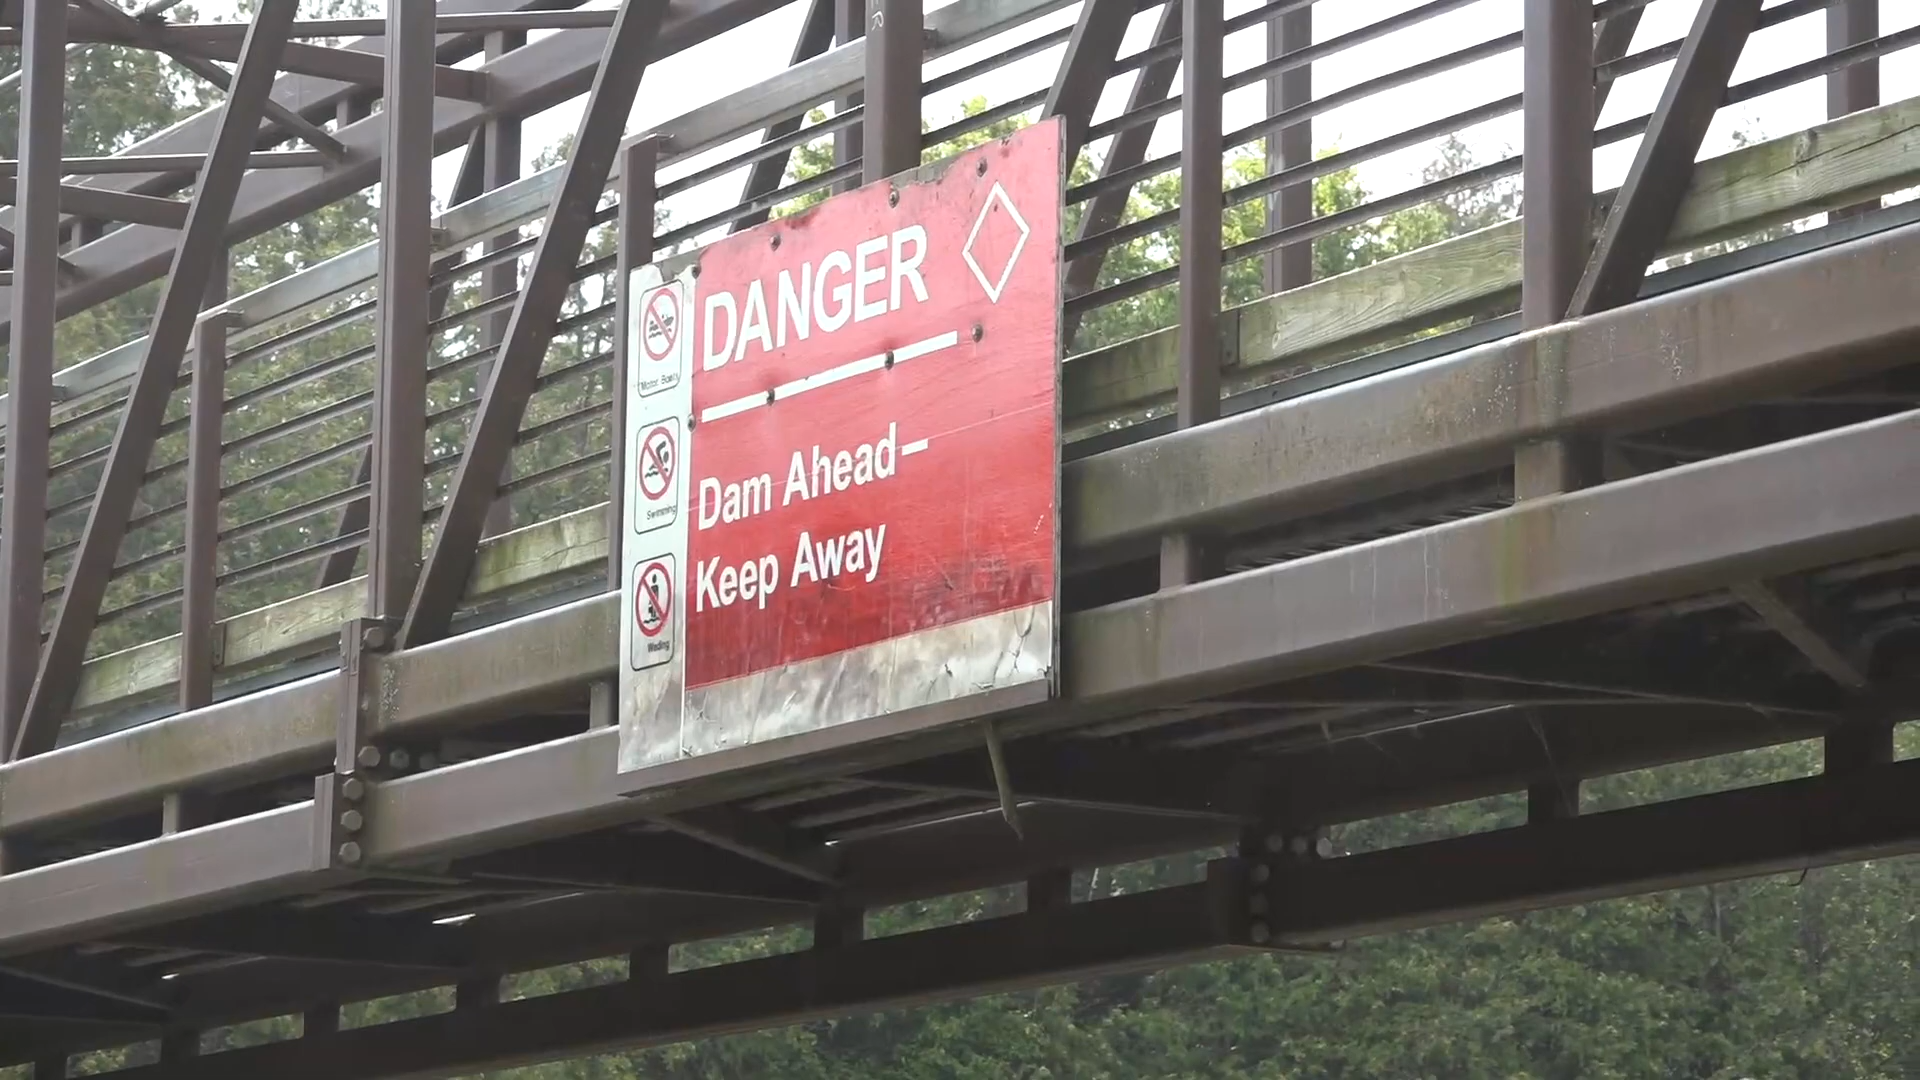 DANGER
Dam Ahead–
Keep Away
Motor Boats
Swimming
Wading